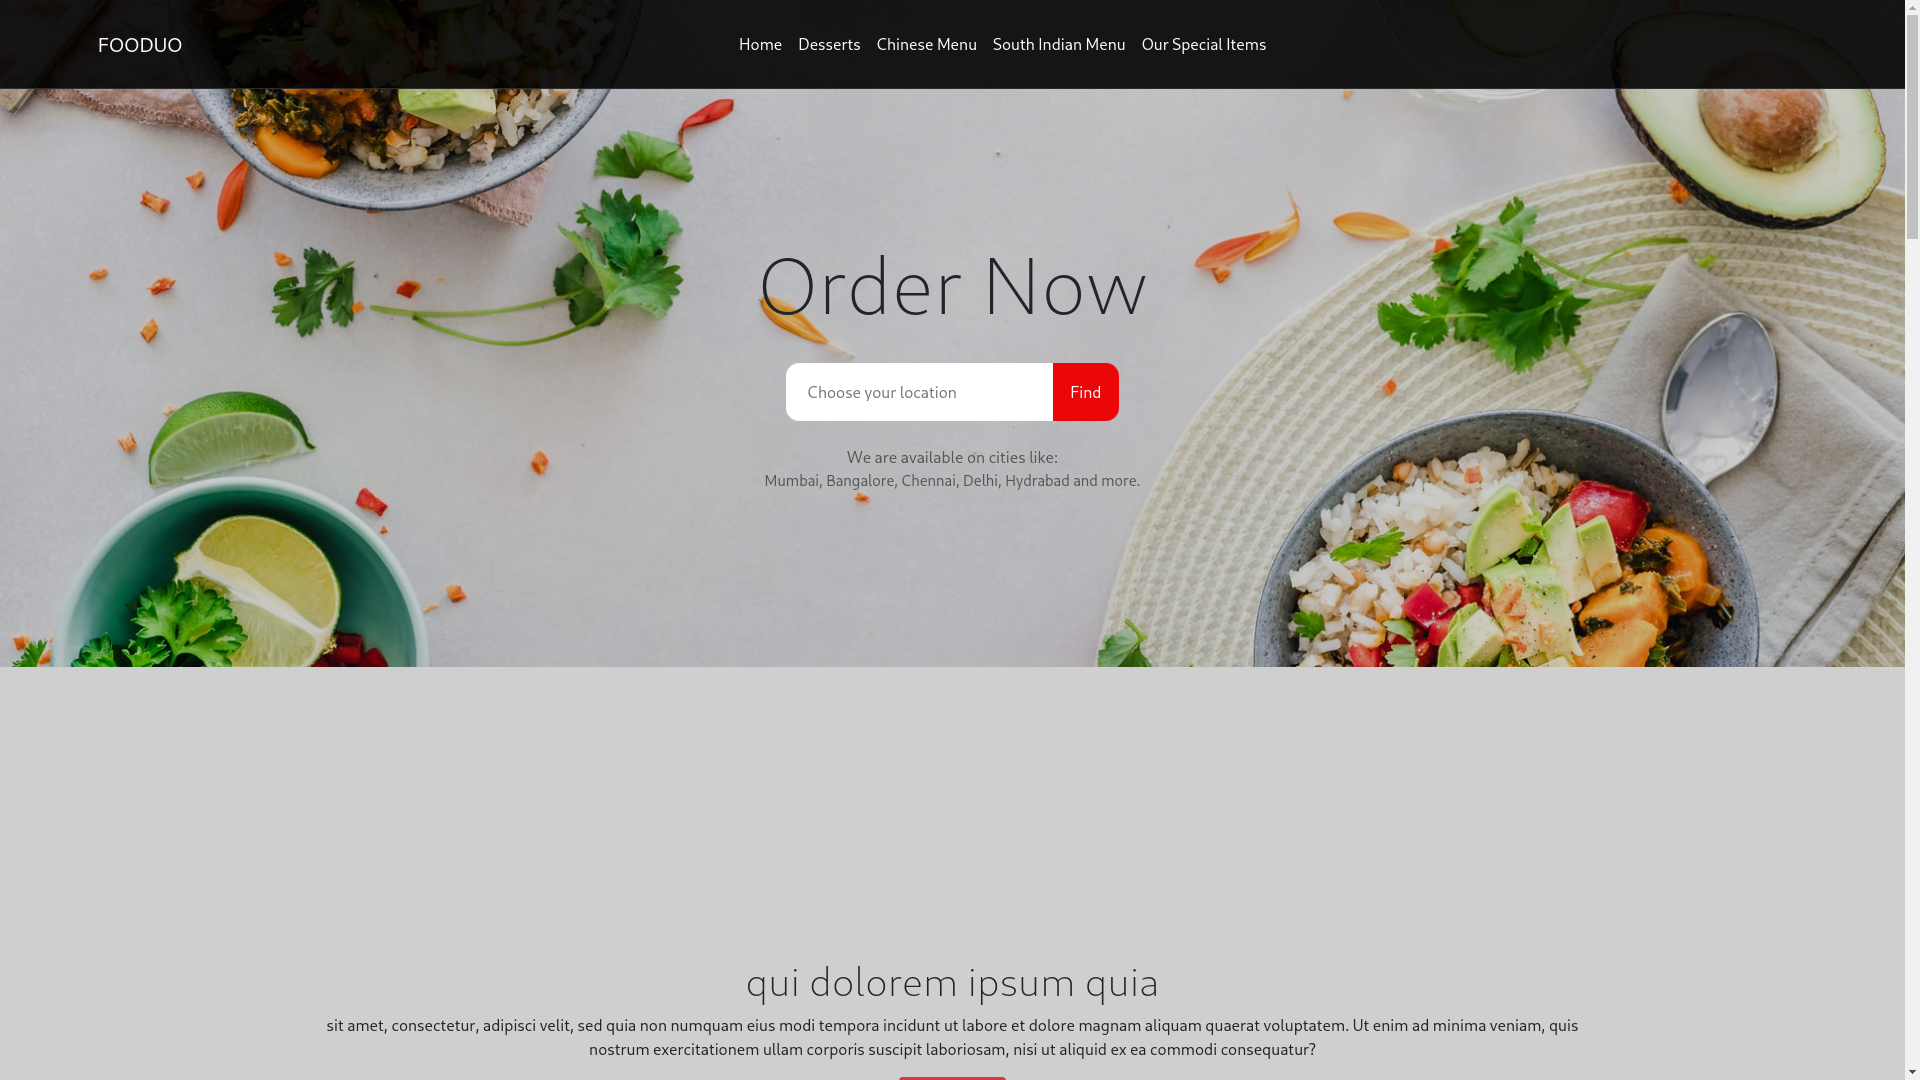 FOODUO
Home Desserts Chinese Menu South Indian Menu Our Special Items
Order Now
Choose your location Find
We are available on cities like:
Mumbai, Bangalore, Chennai, Delhi, Hydrabad and more.
qui dolorem ipsum quia
sit amet, consectetur, adipisci velit, sed quia non numquam eius modi tempora incidunt ut labore et dolore magnam aliquam quaerat voluptatem. Ut enim ad minima veniam, quis
nostrum exercitationem ullam corporis suscipit laboriosam, nisi ut aliquid ex ea commodi consequatur?